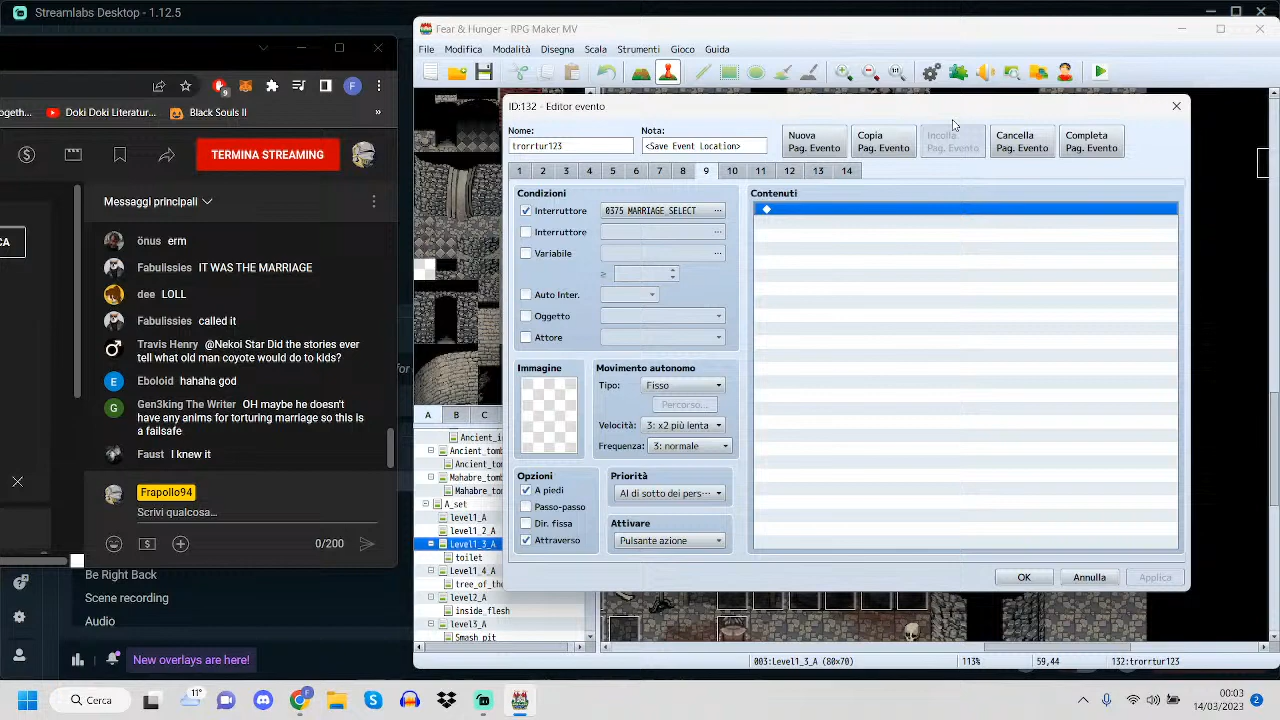 Streamlabs Desktop - 1.12.5
Fear & Hunger - RPG Maker MV
File Modifica Modalità Disegna Scala Strumenti Gioco Guida
Doki Doki Literatur... Black Souls II
»
TERMINA STREAMING
Messaggi principali
önus erm
Fabulissies IT WAS THE MARRIAGE
dee LOLL
Fabulissies called it
Travis Henry @Nekoi Star Did the stories ever
tell what old man coyote would do to kids?
Eboloid hahaha god
Gen3king The Writer OH maybe he doesn't
have any anims for torturing marriage so this is
a failsafe
Faust I knew it
Frapollo94
Scrivi qualcosa...
0/200
Be Right Back
Scene recording
Audio
New overlays are here!
ID:132 - Editor evento
Nome:
trorrtur123
Nota:
<Save Event Location>
Nuova
Pag. Evento
Copia
Pag. Evento
Incolla
Pag. Evento
Cancella
Pag. Evento
Completa
Pag. Evento
1 2 3 4 5 6 7 8 9 10 11 12 13 14
Condizioni
Interruttore 0375 MARRIAGE_SELECT ...
Interruttore ...
Variabile ...
≥
Auto Inter.
Oggetto
Attore
Immagine
Movimento autonomo
Tipo: Fisso
Percorso...
Velocità: 3: x2 più lenta
Frequenza: 3: normale
Opzioni
A piedi
Passo-passo
Dir. fissa
Attraverso
Priorità
Al di sotto dei pers···
Attivare
Pulsante azione
Contenuti
OK Annulla Applica
A B C
Ancient_i
Ancient_tom
Ancient_tom
Mahabre_tom
Mahabre_tom
A_set
level1_A
level1_2_A
Level1_3_A
toilet
Level1_4_A
tree_of_the
level2_A
inside_flesh
level3_A
Smash_pit
003:Level1_3_A (80x70) 113% 59,44 132:trorrtur123
Cerca
11°
00:03
14/03/2023
2